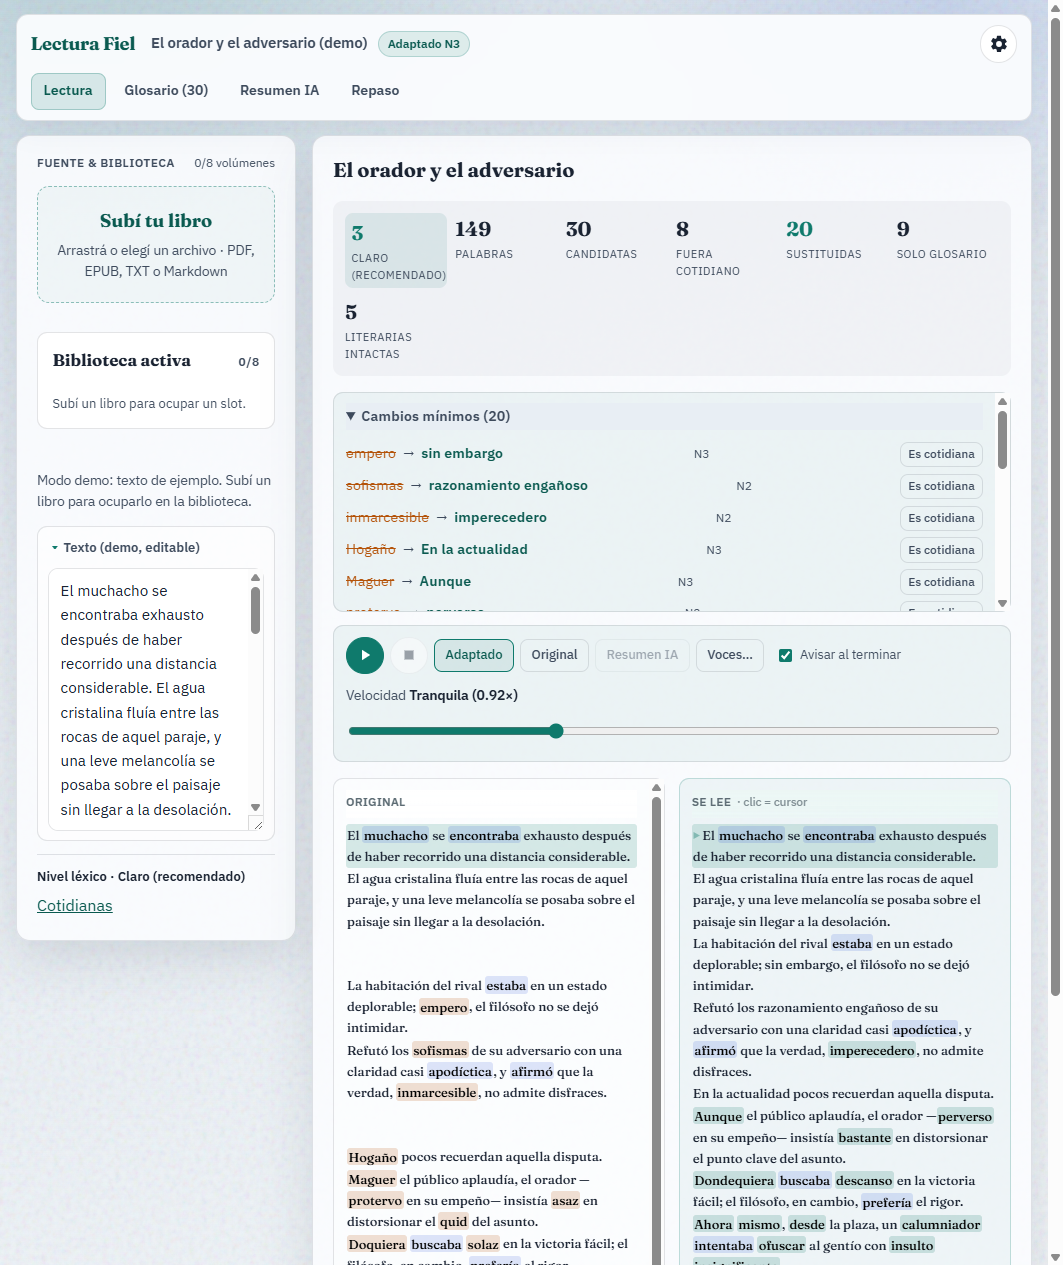 Lectura Fiel El orador y el adversario (demo) Adaptado N3
Lectura Glosario (30) Resumen IA Repaso
FUENTE & BIBLIOTECA 0/8 volúmenes
Subí tu libro
Arrastrá o elegí un archivo · PDF,
EPUB, TXT o Markdown
Biblioteca activa 0/8
Subí un libro para ocupar un slot.
Modo demo: texto de ejemplo. Subí un
libro para ocuparlo en la biblioteca.
Texto (demo, editable)
El muchacho se
encontraba exhausto
después de haber
recorrido una distancia
considerable. El agua
cristalina fluía entre las
rocas de aquel paraje, y
una leve melancolía se
posaba sobre el paisaje
sin llegar a la desolación.
Nivel léxico · Claro (recomendado)
Cotidianas
El orador y el adversario
3
CLARO
(RECOMENDADO)
149
PALABRAS
30
CANDIDATAS
8
FUERA
COTIDIANO
20
SUSTITUIDAS
9
SOLO GLOSARIO
5
LITERARIAS
INTACTAS
▼ Cambios mínimos (20)
empero → sin embargo N3 Es cotidiana
sofismas → razonamiento engañoso N2 Es cotidiana
inmarcesible → imperecedero N2 Es cotidiana
Hogaño → En la actualidad N3 Es cotidiana
Maguer → Aunque N3 Es cotidiana
Adaptado Original Resumen IA Voces… Avisar al terminar
Velocidad Tranquila (0.92×)
ORIGINAL
El muchacho se encontraba exhausto después
de haber recorrido una distancia considerable.
El agua cristalina fluía entre las rocas de aquel
paraje, y una leve melancolía se posaba sobre el
paisaje sin llegar a la desolación.
La habitación del rival estaba en un estado
deplorable; empero, el filósofo no se dejó
intimidar.
Refutó los sofismas de su adversario con una
claridad casi apodíctica, y afirmó que la
verdad, inmarcesible, no admite disfraces.
Hogaño pocos recuerdan aquella disputa.
Maguer el público aplaudía, el orador —
protervo en su empeño— insistía asaz en
distorsionar el quid del asunto.
Doquiera buscaba solaz en la victoria fácil; el
filósofo, en cambio, prefería el rigor.
SE LEE · clic = cursor
El muchacho se encontraba exhausto después
de haber recorrido una distancia considerable.
El agua cristalina fluía entre las rocas de aquel
paraje, y una leve melancolía se posaba sobre el
paisaje sin llegar a la desolación.
La habitación del rival estaba en un estado
deplorable; sin embargo, el filósofo no se dejó
intimidar.
Refutó los razonamiento engañoso de su
adversario con una claridad casi apodíctica, y
afirmó que la verdad, imperecedero, no admite
disfraces.
En la actualidad pocos recuerdan aquella disputa.
Aunque el público aplaudía, el orador —perverso
en su empeño— insistía bastante en distorsionar
el punto clave del asunto.
Dondequiera buscaba descanso en la victoria
fácil; el filósofo, en cambio, prefería el rigor.
Ahora mismo, desde la plaza, un calumniador
intentaba ofuscar al gentío con insulto